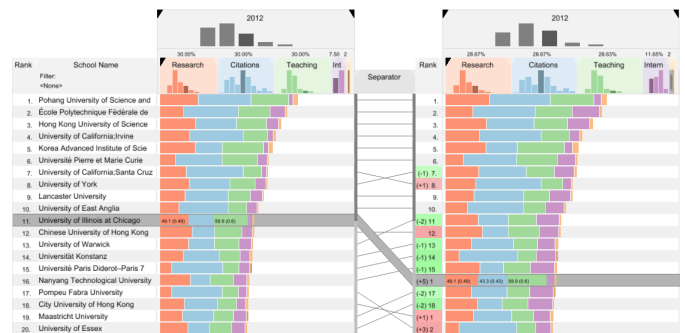 2012
2012
30.00% 30.00% 30.00% 7.50 2
28.67% 28.67% 28.63% 11.65% 2
Rank School Name Research Citations Teaching Int Separator Rank Research Citations Teaching Intern
Filter:
<None>
1. Pohang University of Science and 1.
2. École Polytechnique Fédérale de 2.
3. Hong Kong University of Science 3.
4. University of California;Irvine 4.
5. Korea Advanced Institute of Scie 5.
6. Université Pierre et Marie Curie 6.
7. University of California;Santa Cruz (-1) 7.
8. University of York (+1) 8.
9. Lancaster University 9.
10. University of East Anglia 10.
11. University of Illinois at Chicago 49.1 (0.49) 59.9 (0.6) (-2) 11
12. Chinese University of Hong Kong 12.
13. University of Warwick (-1) 13
14. Universität Konstanz (-1) 14
15. Université Paris Diderot–Paris 7 (-1) 15
16. Nanyang Technological University (+5) 1 49.1 (0.49) 43.3 (0.43) 59.9 (0.6)
17. Pompeu Fabra University (-2) 17
18. City University of Hong Kong (-2) 18
19. Maastricht University (+1) 1
20. University of Essex (+3) 2